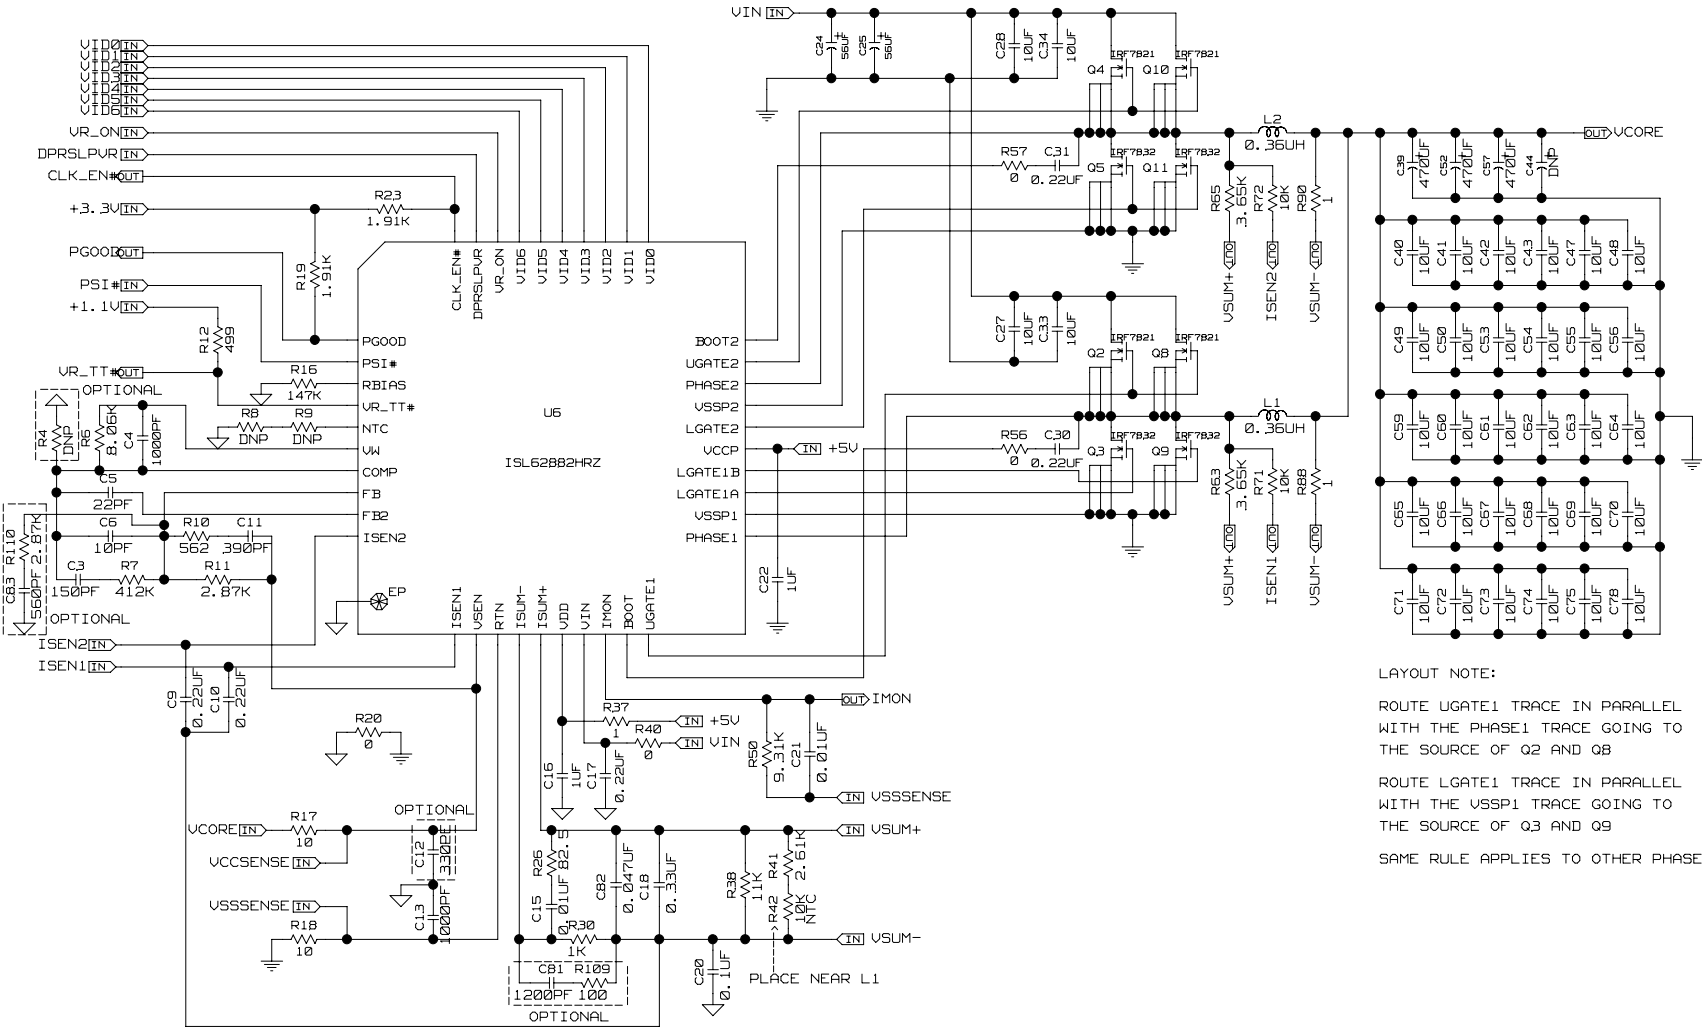 VIN IN
VID0 IN
VID1 IN
VID2 IN
VID3 IN
VID4 IN
VID5 IN
VID6 IN
VR_ON IN
DPRSLPVR IN
CLK_EN# OUT
+3.3V IN
PGOOD OUT
PSI# IN
+1.1V IN
VR_TT# OUT
OPTIONAL
R23
1.91K
R19
1.91K
R12
499
R16
147K
R8
DNP
R9
DNP
R4
DNP
R6
8.06K
C4
1000PF
C5
22PF
C6
10PF
R10
562
C11
390PF
C3
150PF
R7
412K
R11
2.87K
R110
2.87K
C83
560PF
OPTIONAL
ISEN2 IN
ISEN1 IN
C9
0.22UF
C10
0.22UF
CLK_EN#
DPRSLPVR
VR_ON
VID6
VID5
VID4
VID3
VID2
VID1
VID0
PGOOD
PSI#
RBIAS
VR_TT#
NTC
VW
COMP
FB
FB2
ISEN2
U6
ISL62882HRZ
EP
BOOT2
UGATE2
PHASE2
VSSP2
LGATE2
VCCP
LGATE1B
LGATE1A
VSSP1
PHASE1
ISEN1
VSEN
RTN
ISUM-
ISUM+
VDD
VIN
IMON
BOOT
UGATE1
IN +5V
C22
1UF
C24
56UF
C25
56UF
C28
10UF
C34
10UF
IRF7821
Q4
IRF7821
Q10
IRF7832
Q5
IRF7832
Q11
R57
0
C31
0.22UF
L2
0.36UH
R65
3.65K
R72
10K
R90
1
VSUM+ OUT
ISEN2 OUT
VSUM- OUT
C27
10UF
C33
10UF
IRF7821
Q2
IRF7821
Q8
IRF7832
Q3
IRF7832
Q9
R56
0
C30
0.22UF
L1
0.36UH
R63
3.65K
R71
10K
R88
1
VSUM+ OUT
ISEN1 OUT
VSUM- OUT
OUT VCORE
C39
470UF
C52
470UF
C57
470UF
C44
DNP
C40
10UF
C41
10UF
C42
10UF
C43
10UF
C47
10UF
C48
10UF
C49
10UF
C50
10UF
C53
10UF
C54
10UF
C55
10UF
C56
10UF
C59
10UF
C60
10UF
C61
10UF
C62
10UF
C63
10UF
C64
10UF
C65
10UF
C66
10UF
C67
10UF
C68
10UF
C69
10UF
C70
10UF
C71
10UF
C72
10UF
C73
10UF
C74
10UF
C75
10UF
C78
10UF
R20
0
R37
1
IN +5V
R40
0
IN VIN
C16
1UF
C17
0.22UF
OUT IMON
R50
9.31K
C21
0.01UF
IN VSSSENSE
VCORE IN
R17
10
VCCSENSE IN
OPTIONAL
C12
330PF
VSSSENSE IN
C13
1000PF
R18
10
IN VSUM+
R26
82.5
C15
0.01UF
C82
0.047UF
C18
0.33UF
R38
11K
R41
2.61K
R42
10K
NTC
R30
1K
IN VSUM-
C81
1200PF
R109
100
OPTIONAL
C20
0.1UF
PLACE NEAR L1
LAYOUT NOTE:
ROUTE UGATE1 TRACE IN PARALLEL
WITH THE PHASE1 TRACE GOING TO
THE SOURCE OF Q2 AND Q8
ROUTE LGATE1 TRACE IN PARALLEL
WITH THE VSSP1 TRACE GOING TO
THE SOURCE OF Q3 AND Q9
SAME RULE APPLIES TO OTHER PHASE